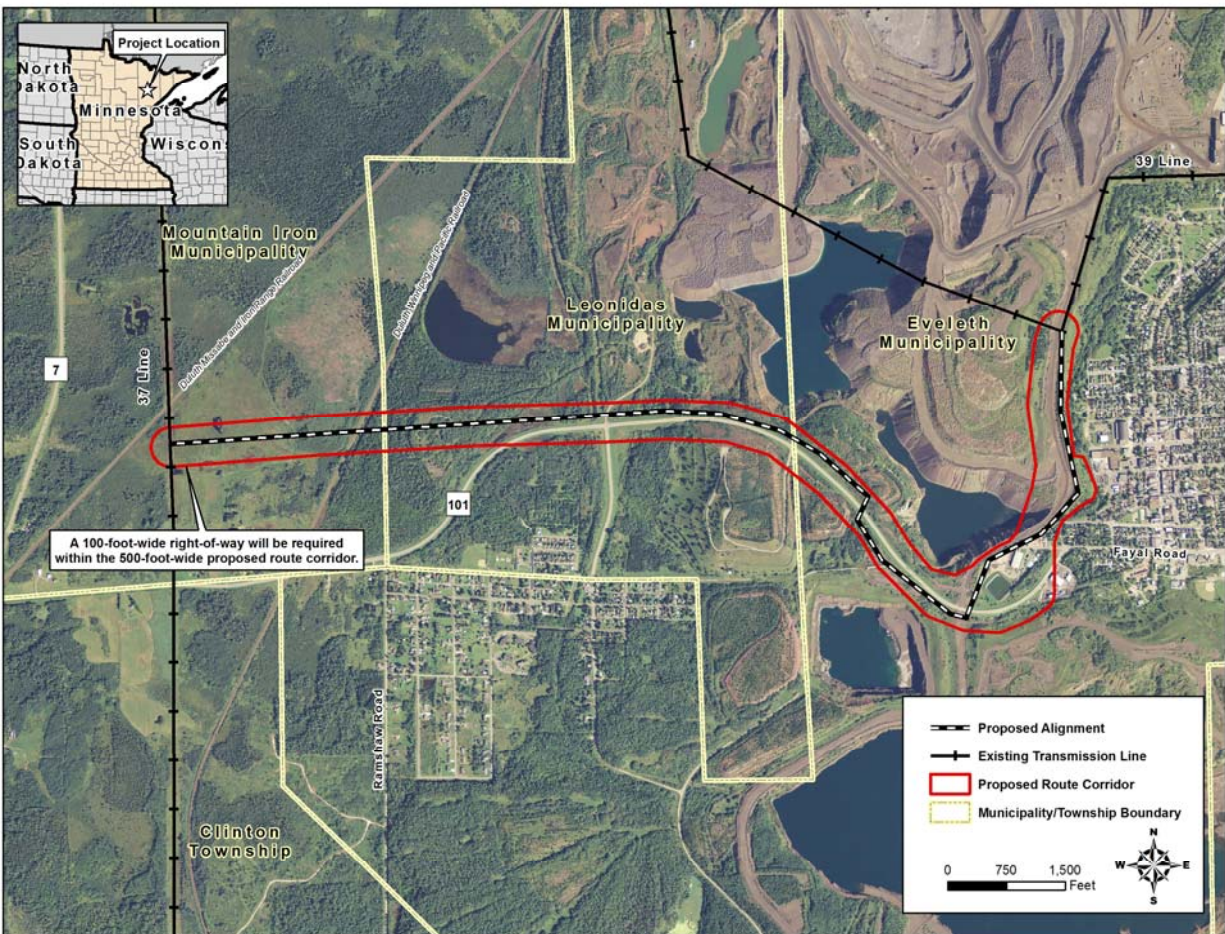 Project Location
North
Dakota
Minnesota
South
Dakota
Wiscons
39 Line
Mountain Iron
Municipality
Duluth Missabe and Iron Range Railroad
Duluth Winnipeg and Pacific Railroad
Leonidas
Municipality
Eveleth
Municipality
7
37 Line
101
A 100-foot-wide right-of-way will be required
within the 500-foot-wide proposed route corridor.
Fayal Road
Ramshaw Road
Clinton
Township
Proposed Alignment
Existing Transmission Line
Proposed Route Corridor
Municipality/Township Boundary
N
W E
S
0 750 1,500
Feet